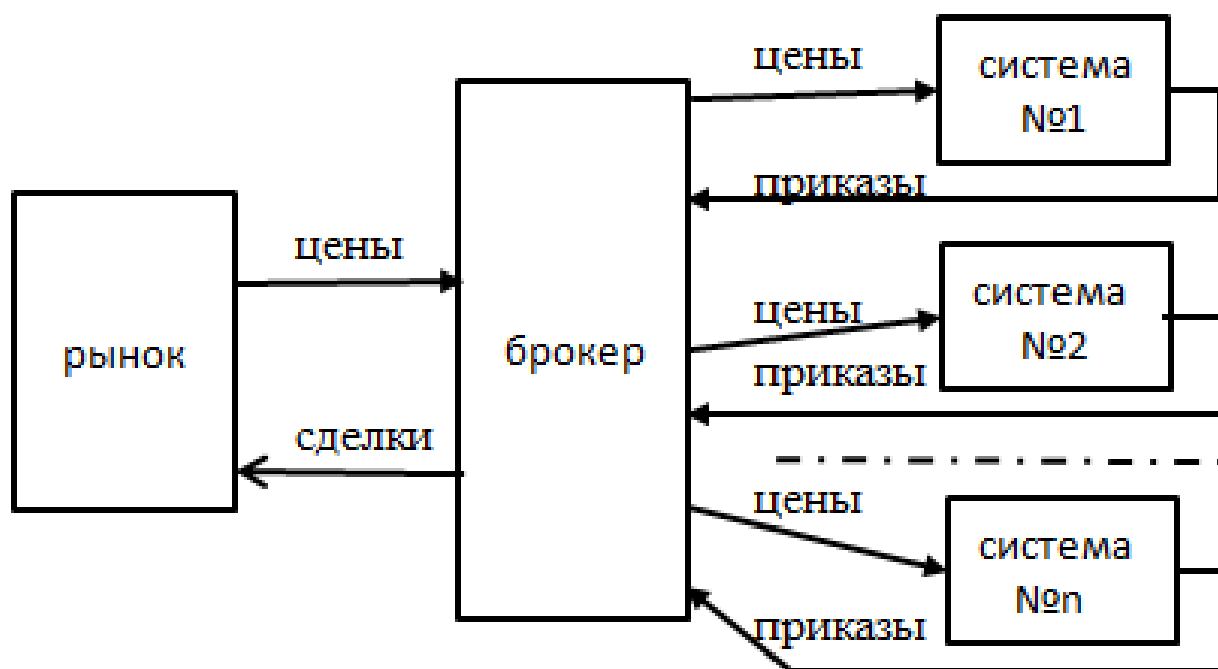 цены
система
№1
приказы
цены
рынок
сделки
брокер
цены
система
№2
приказы
цены
система
№n
приказы